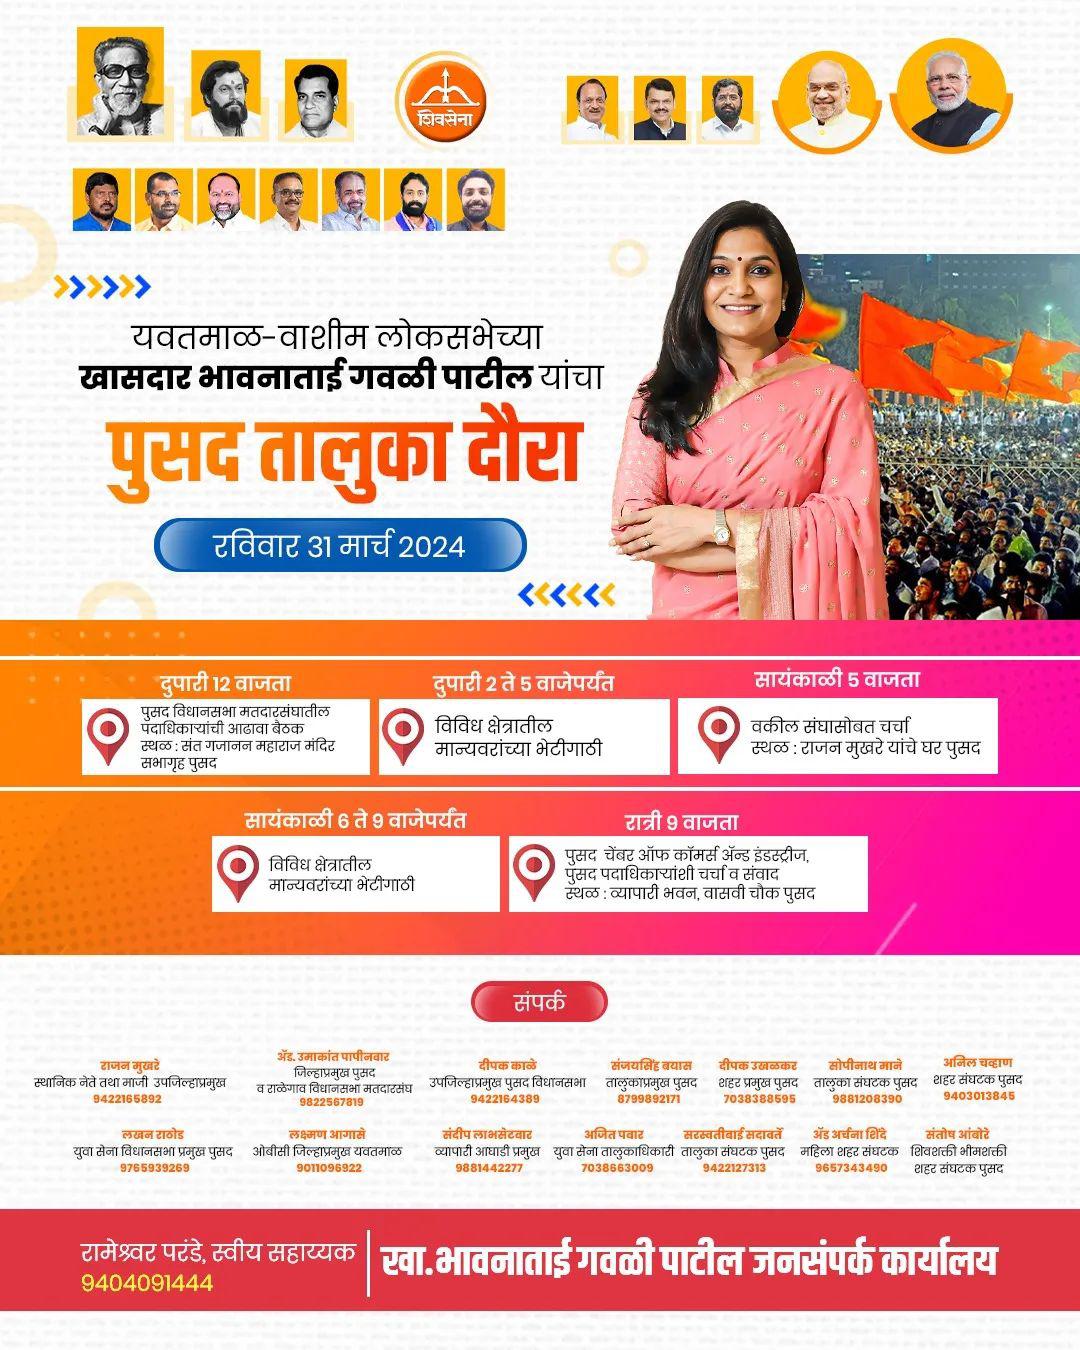 शिवसेना
यवतमाळ-वाशीम लोकसभेच्या
खासदार भावनाताई गवळी पाटील यांचा
पुसद तालुका दौरा
रविवार 31 मार्च 2024
दुपारी 12 वाजता
पुसद विधानसभा मतदारसंघातील
पदाधिकाऱ्यांची आढावा बैठक
स्थळ : संत गजानन महाराज मंदिर
सभागृह पुसद
दुपारी 2 ते 5 वाजेपर्यंत
विविध क्षेत्रातील
मान्यवरांच्या भेटीगाठी
सायंकाळी 5 वाजता
वकील संघासोबत चर्चा
स्थळ : राजन मुखरे यांचे घर पुसद
सायंकाळी 6 ते 9 वाजेपर्यंत
विविध क्षेत्रातील
मान्यवरांच्या भेटीगाठी
रात्री 9 वाजता
पुसद चेंबर ऑफ कॉमर्स ॲन्ड इंडस्ट्रीज,
पुसद पदाधिकाऱ्यांशी चर्चा व संवाद
स्थळ : व्यापारी भवन, वासवी चौक पुसद
संपर्क
राजन मुखरे
स्थानिक नेते तथा माजी उपजिल्हाप्रमुख
9422165892
ॲड. उमाकांत पापीनवार
जिल्हाप्रमुख पुसद
व राळेगाव विधानसभा मतदारसंघ
9822567819
दीपक काळे
उपजिल्हाप्रमुख पुसद विधानसभा
9422164389
संजयसिंह बयास
तालुकाप्रमुख पुसद
8799892171
दीपक उखळकर
शहर प्रमुख पुसद
7038388595
सोपीनाथ माने
तालुका संघटक पुसद
9881208390
अनिल चव्हाण
शहर संघटक पुसद
9403013845
लखन राठोड
युवा सेना विधानसभा प्रमुख पुसद
9765939269
लक्ष्मण आगासे
ओबीसी जिल्हाप्रमुख यवतमाळ
9011096922
संदीप लाभसेटवार
व्यापारी आघाडी प्रमुख
9881442277
अजित पवार
युवा सेना तालुकाधिकारी
7038663009
सरस्वतीबाई सदावर्ते
तालुका संघटक पुसद
9422127313
ॲड अर्चना शिंदे
महिला शहर संघटक
9657343490
संतोष आंबोरे
शिवशक्ती भीमशक्ती
शहर संघटक पुसद
रामेश्र्वर परंडे, स्वीय सहाय्यक
9404091444
खा.भावनाताई गवळी पाटील जनसंपर्क कार्यालय